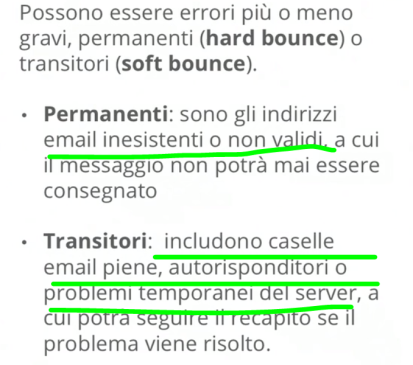 Possono essere errori più o meno
gravi, permanenti (hard bounce) o
transitori (soft bounce).
• Permanenti: sono gli indirizzi
email inesistenti o non validi, a cui
il messaggio non potrà mai essere
consegnato
• Transitori: includono caselle
email piene, autorisponditori o
problemi temporanei del server, a
cui potrà seguire il recapito se il
problema viene risolto.